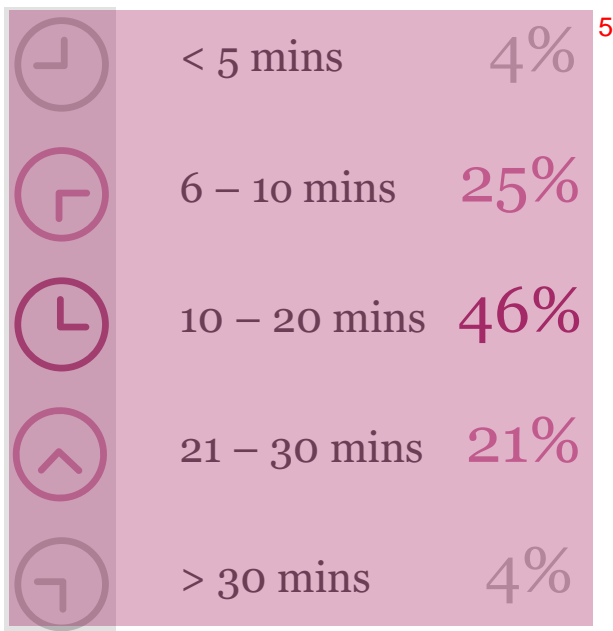 < 5 mins 4% 5
6 – 10 mins 25%
10 – 20 mins 46%
21 – 30 mins 21%
> 30 mins 4%